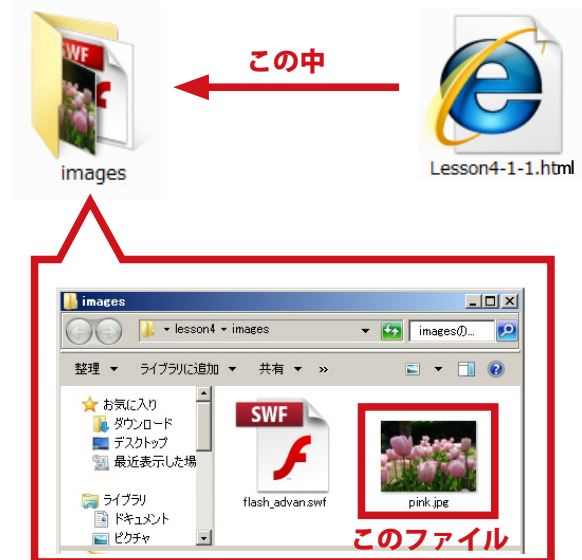 SWF
この中
images
Lesson4-1-1.html
images
lesson4 images
imagesの...
整理 ライブラリに追加 共有 »
お気に入り
ダウンロード
デスクトップ
最近表示した場
ライブラリ
ドキュメント
ピクチャ
SWF
flash_advan.swf
pink.jpg
このファイル